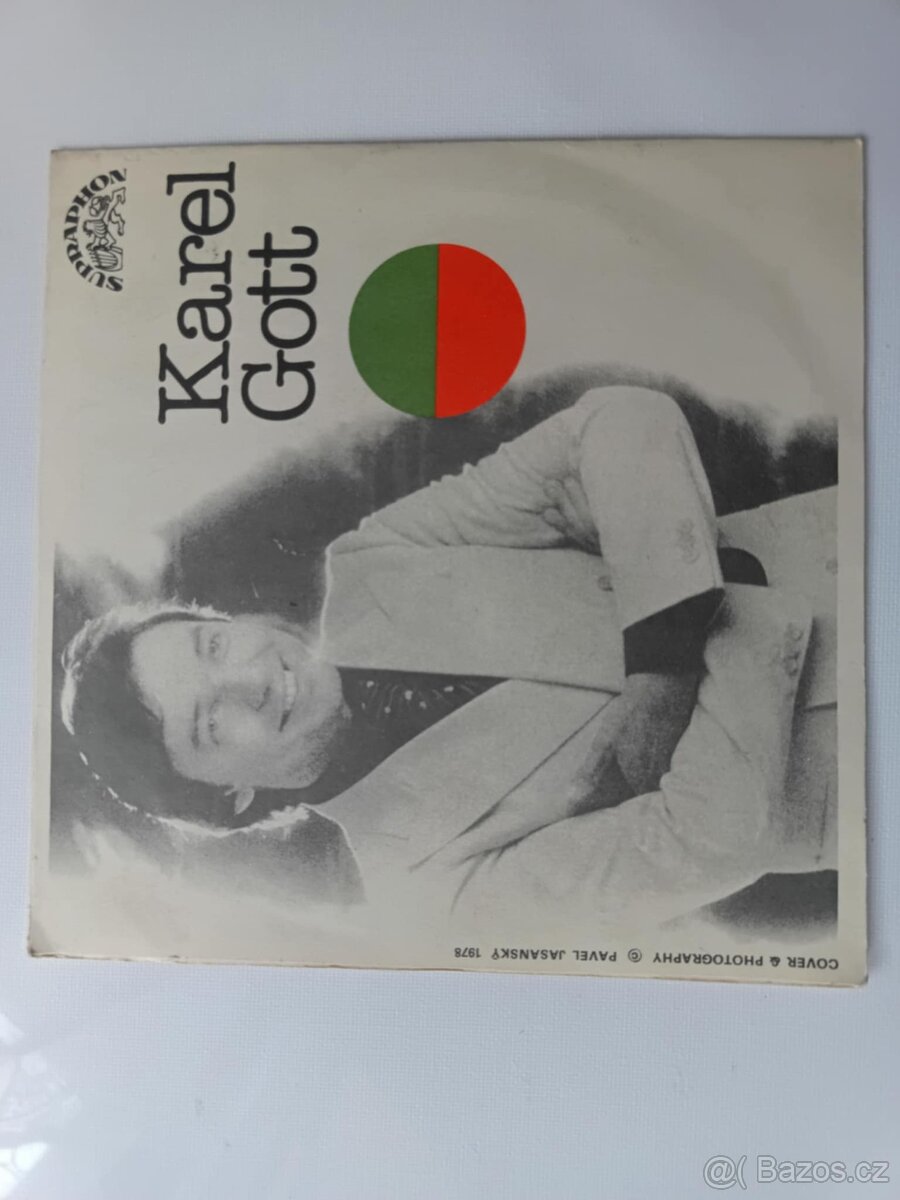 SUPRAPHON
Karel
Gott
COVER & PHOTOGRAPHY © PAVEL JASANSKÝ 1978
@( Bazos.cz